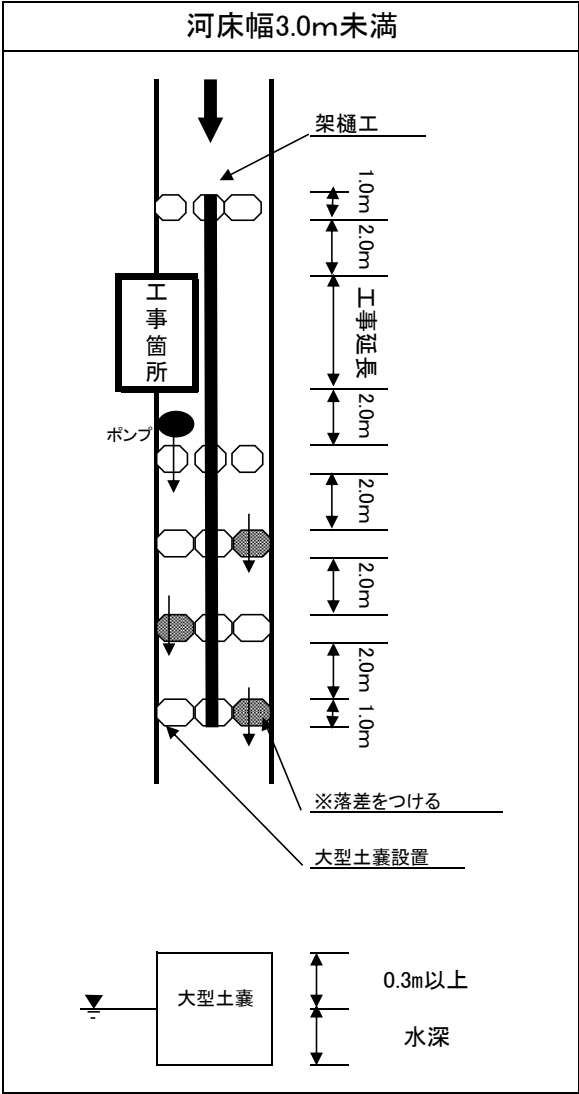 河床幅3.0m未満
架樋工
1.0m
2.0m
工事箇所
工事延長
ポンプ
2.0m
2.0m
2.0m
2.0m
1.0m
※落差をつける
大型土嚢設置
大型土嚢
0.3m以上
水深